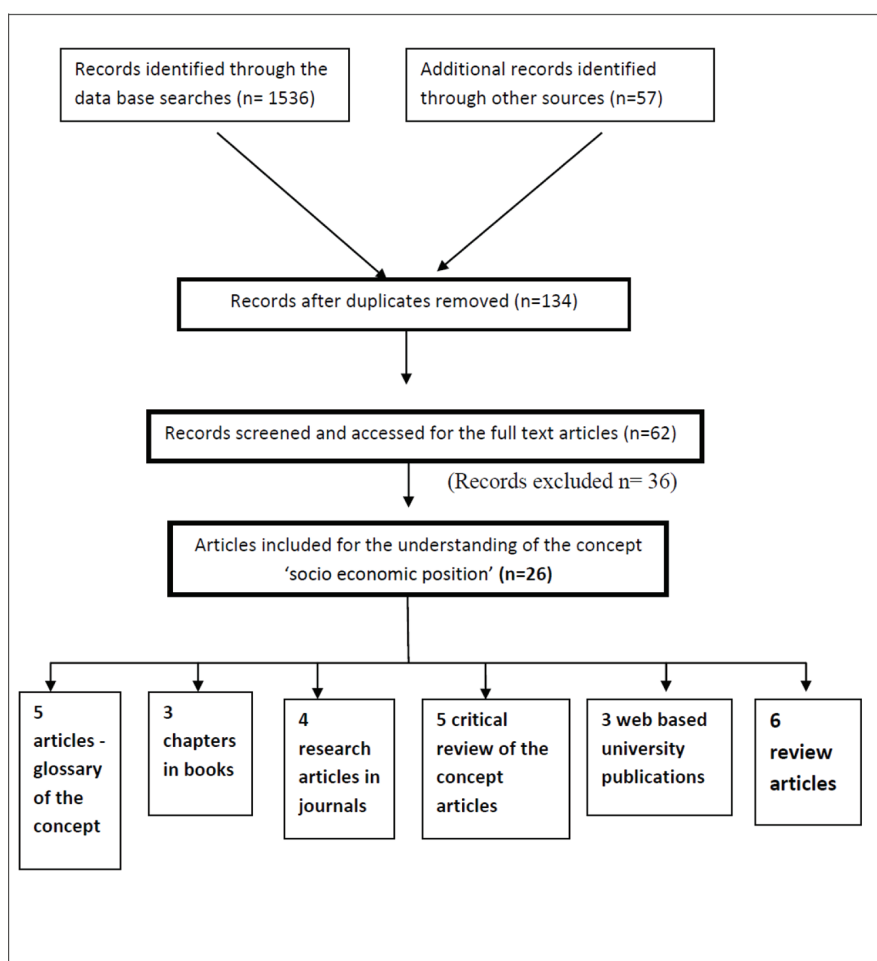 Records identified through the
data base searches (n= 1536)
Additional records identified
through other sources (n=57)
Records after duplicates removed (n=134)
Records screened and accessed for the full text articles (n=62)
(Records excluded n= 36)
Articles included for the understanding of the concept
‘socio economic position’ (n=26)
5
articles -
glossary
of the
concept
3
chapters
in books
4
research
articles in
journals
5 critical
review of the
concept
articles
3 web based
university
publications
6
review
articles